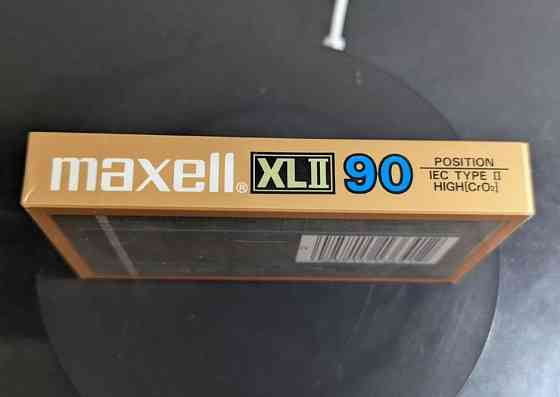 maxell® XLII 90
POSITION
IEC TYPE II
HIGH[CrO₂]